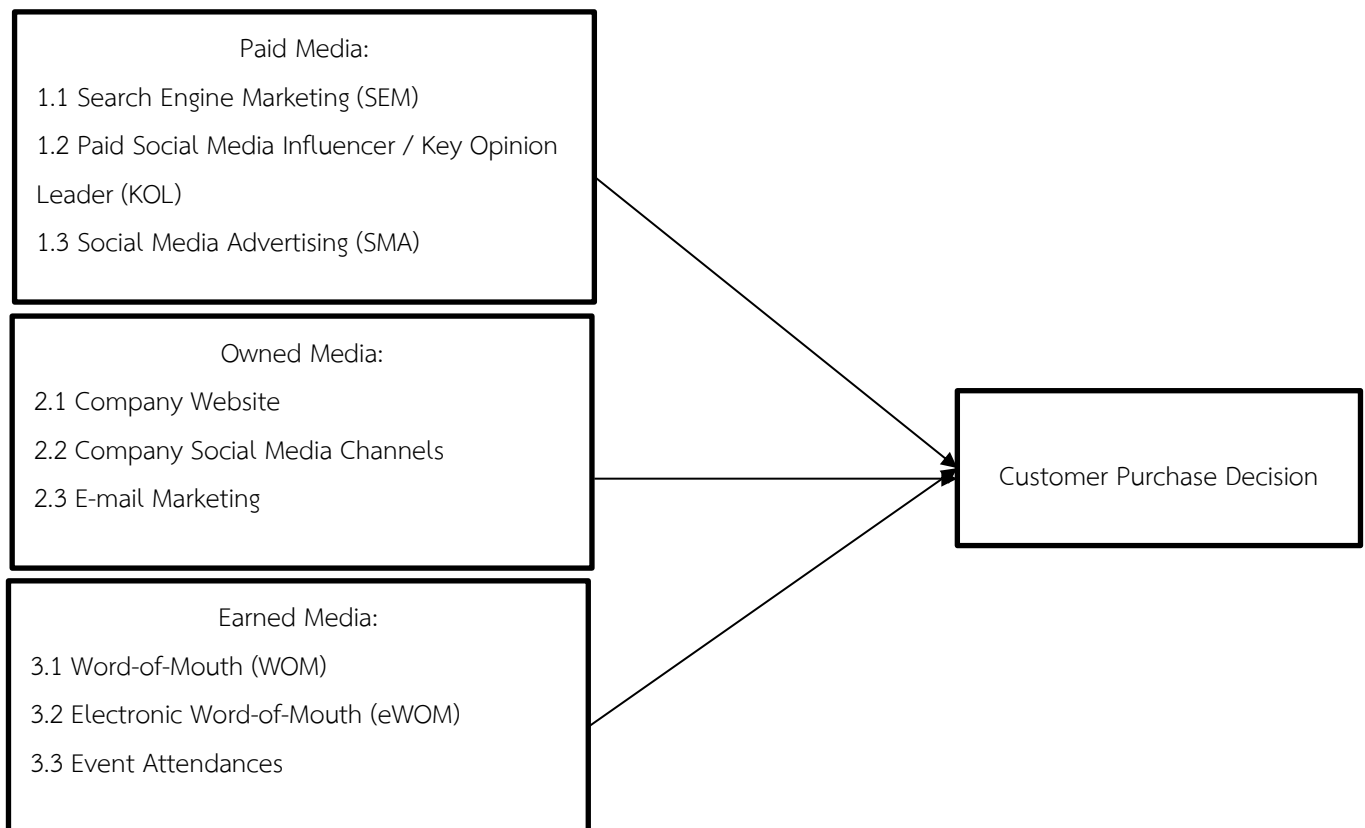 Paid Media:
1.1 Search Engine Marketing (SEM)
1.2 Paid Social Media Influencer / Key Opinion
Leader (KOL)
1.3 Social Media Advertising (SMA)
Owned Media:
2.1 Company Website
2.2 Company Social Media Channels
2.3 E-mail Marketing
Customer Purchase Decision
Earned Media:
3.1 Word-of-Mouth (WOM)
3.2 Electronic Word-of-Mouth (eWOM)
3.3 Event Attendances